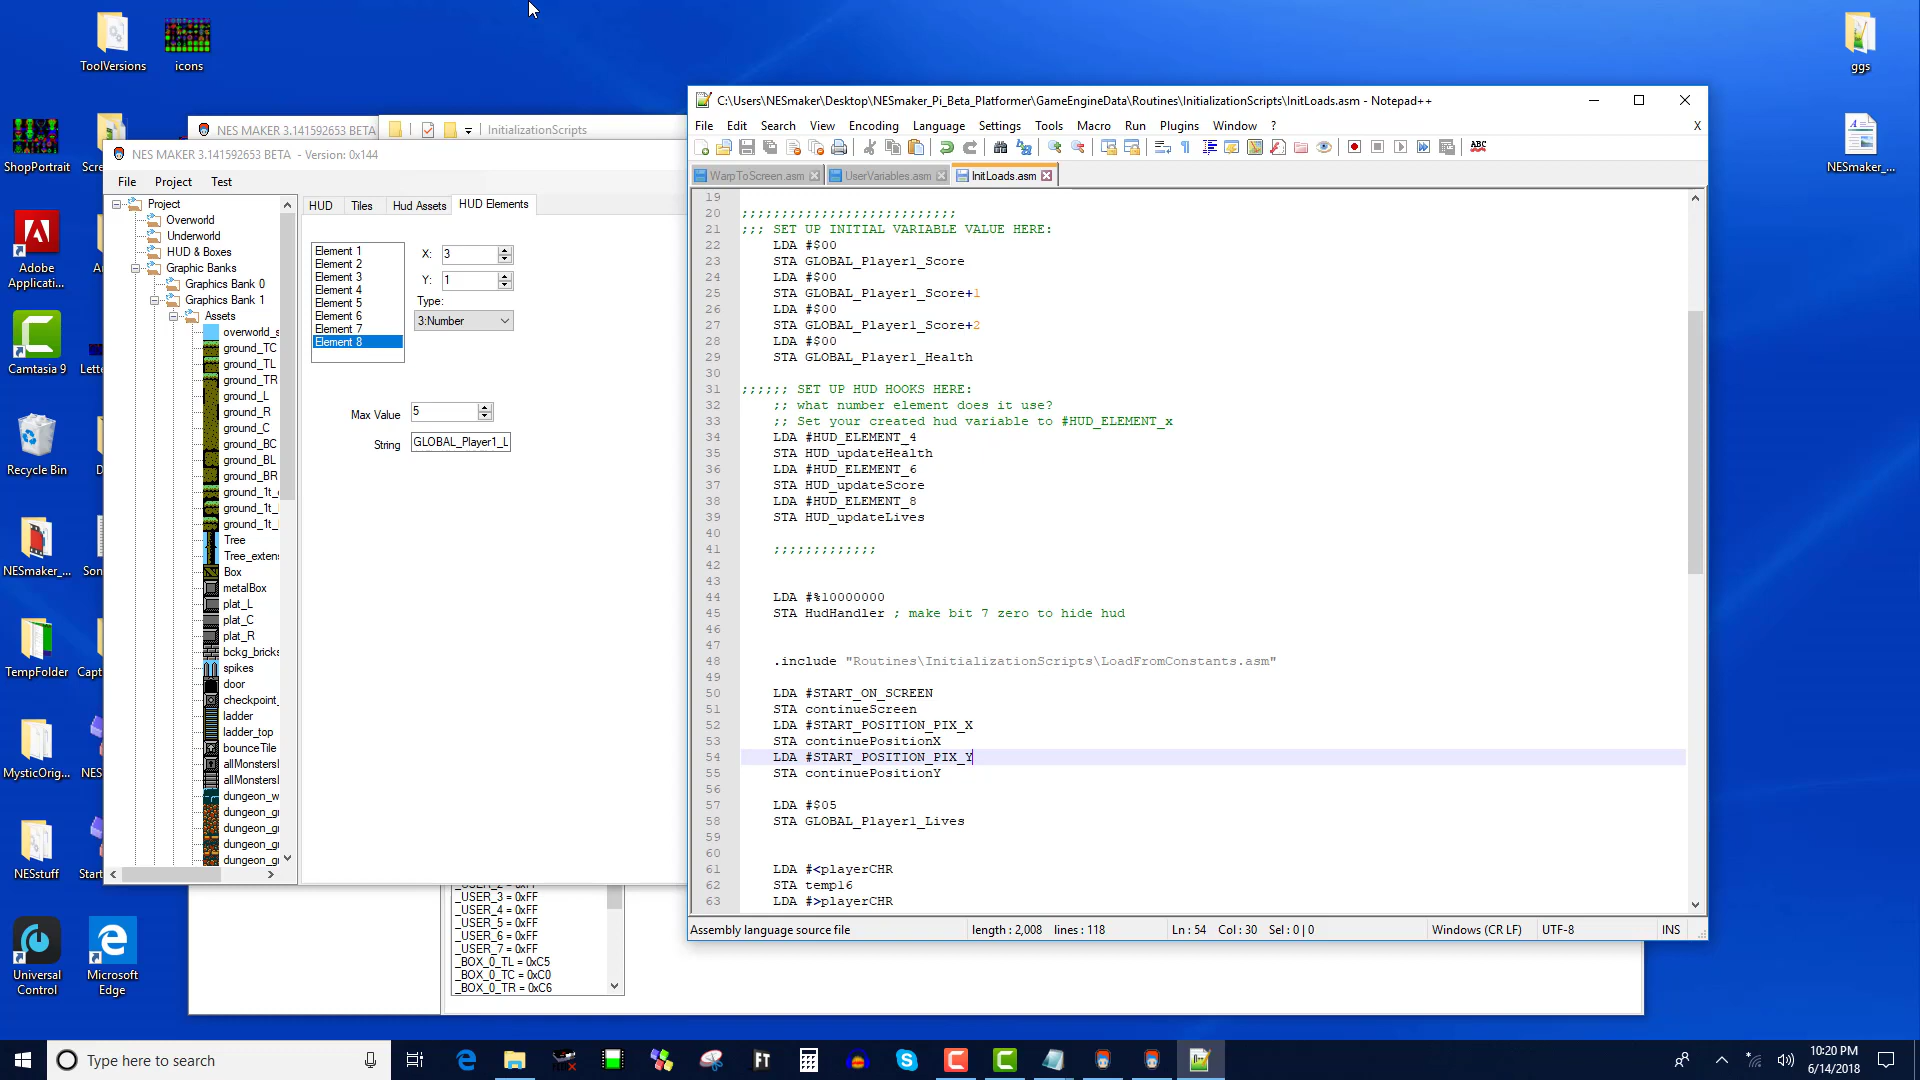 ToolVersions
icons
ggs
ShopPortrait
NESmaker_...
Adobe
Applicati...
Camtasia 9
Recycle Bin
NESmaker_...
TempFolder
MysticOrig...
NESstuff
Universal
Control
Microsoft
Edge
NES MAKER 3.141592653 BETA
InitializationScripts
NES MAKER 3.141592653 BETA - Version: 0x144
File Project Test
Project
Overworld
Underworld
HUD & Boxes
Graphic Banks
Graphics Bank 0
Graphics Bank 1
Assets
overworld_s
ground_TC
ground_TL
ground_TR
ground_L
ground_R
ground_C
ground_BC
ground_BL
ground_BR
ground_1t_
ground_1t_
ground_1t_
Tree
Tree_exten
Box
metalBox
plat_L
plat_C
plat_R
bckg_bricks
spikes
door
checkpoint_
ladder
ladder_top
bounceTile
allMonsters
allMonsters
dungeon_w
dungeon_gr
dungeon_gr
dungeon_gr
dungeon_gr
HUD Tiles Hud Assets HUD Elements
Element 1
Element 2
Element 3
Element 4
Element 5
Element 6
Element 7
Element 8
X: 3
Y: 1
Type:
3:Number
Max Value 5
String GLOBAL_Player1_L
_USER_2 = 0xFF
_USER_3 = 0xFF
_USER_4 = 0xFF
_USER_5 = 0xFF
_USER_6 = 0xFF
_USER_7 = 0xFF
_BOX_0_TL = 0xC5
_BOX_0_TC = 0xC0
_BOX_0_TR = 0xC6
C:\Users\NESmaker\Desktop\NESmaker_Pi_Beta_Platformer\GameEngineData\Routines\InitializationScripts\InitLoads.asm - Notepad++
File Edit Search View Encoding Language Settings Tools Macro Run Plugins Window ? X
WarpToScreen.asm UserVariables.asm InitLoads.asm
19
20 ;;;;;;;;;;;;;;;;;;;;;;;;;;;
21 ;;; SET UP INITIAL VARIABLE VALUE HERE:
22 LDA #$00
23 STA GLOBAL_Player1_Score
24 LDA #$00
25 STA GLOBAL_Player1_Score+1
26 LDA #$00
27 STA GLOBAL_Player1_Score+2
28 LDA #$00
29 STA GLOBAL_Player1_Health
30
31 ;;;;;; SET UP HUD HOOKS HERE:
32 ;; what number element does it use?
33 ;; Set your created hud variable to #HUD_ELEMENT_x
34 LDA #HUD_ELEMENT_4
35 STA HUD_updateHealth
36 LDA #HUD_ELEMENT_6
37 STA HUD_updateScore
38 LDA #HUD_ELEMENT_8
39 STA HUD_updateLives
40
41 ;;;;;;;;;;;;;
42
43
44 LDA #%10000000
45 STA HudHandler ; make bit 7 zero to hide hud
46
47
48 .include "Routines\InitializationScripts\LoadFromConstants.asm"
49
50 LDA #START_ON_SCREEN
51 STA continueScreen
52 LDA #START_POSITION_PIX_X
53 STA continuePositionX
54 LDA #START_POSITION_PIX_Y
55 STA continuePositionY
56
57 LDA #$05
58 STA GLOBAL_Player1_Lives
59
60
61 LDA #<playerCHR
62 STA temp16
63 LDA #>playerCHR
Assembly language source file length : 2,008 lines : 118 Ln : 54 Col : 30 Sel : 0 | 0 Windows (CR LF) UTF-8 INS
Type here to search
10:20 PM
6/14/2018